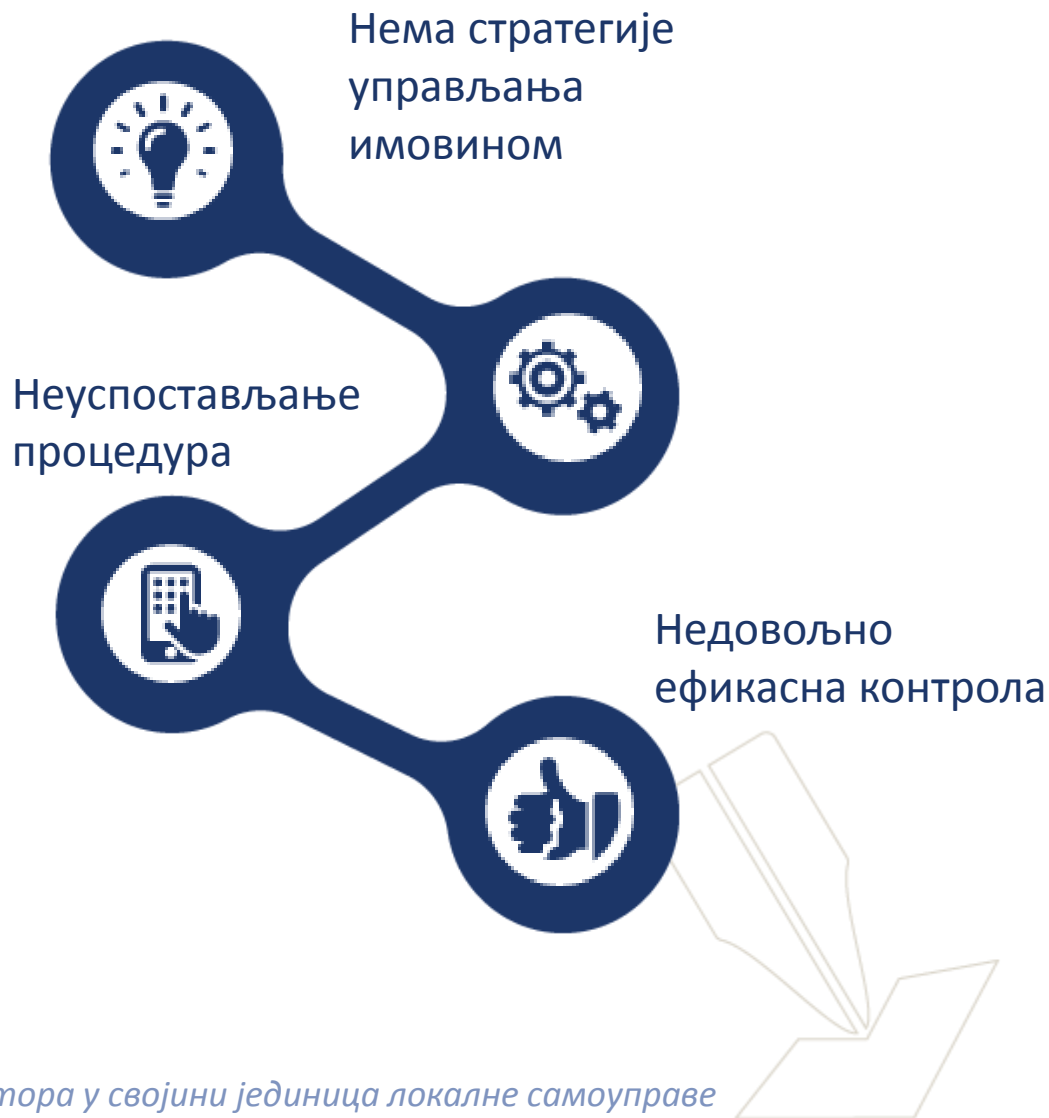 Нема стратегије
управљања
имовином
Неуспостављање
процедура
Недовољно
ефикасна контрола
тора у својини јединица локалне самоуправе